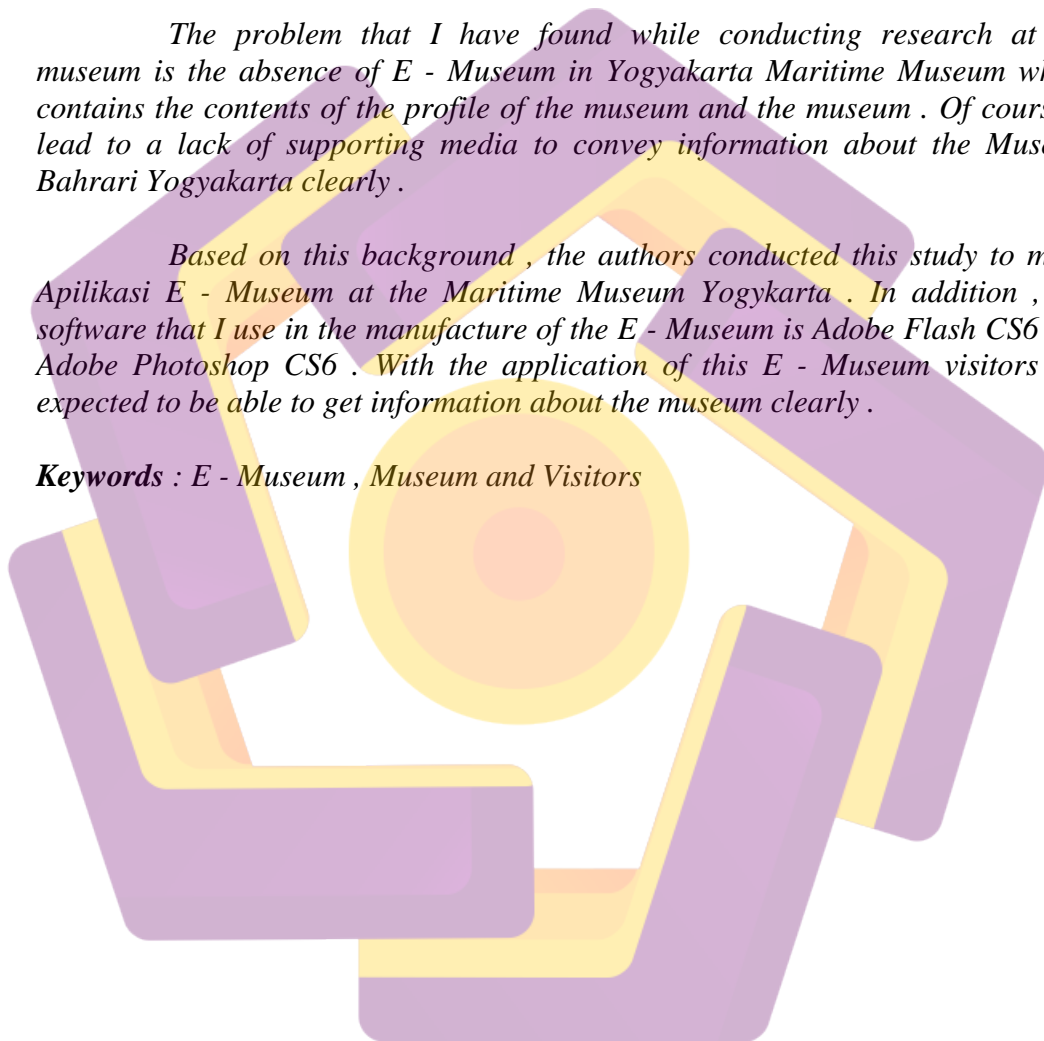 The problem that I have found while conducting research at
museum is the absence of E - Museum in Yogyakarta Maritime Museum
contains the contents of the profile of the museum and the museum . Of
lead to a lack of supporting media to convey information about the
Bahrari Yogyakarta clearly .
Based on this background , the authors conducted this study to
Apilikasi E - Museum at the Maritime Museum Yogykarta . In addition ,
software that I use in the manufacture of the E - Museum is Adobe Flash CS6
Adobe Photoshop CS6 . With the application of this E - Museum visitors
expected to be able to get information about the museum clearly .
Keywords : E - Museum , Museum and Visitors